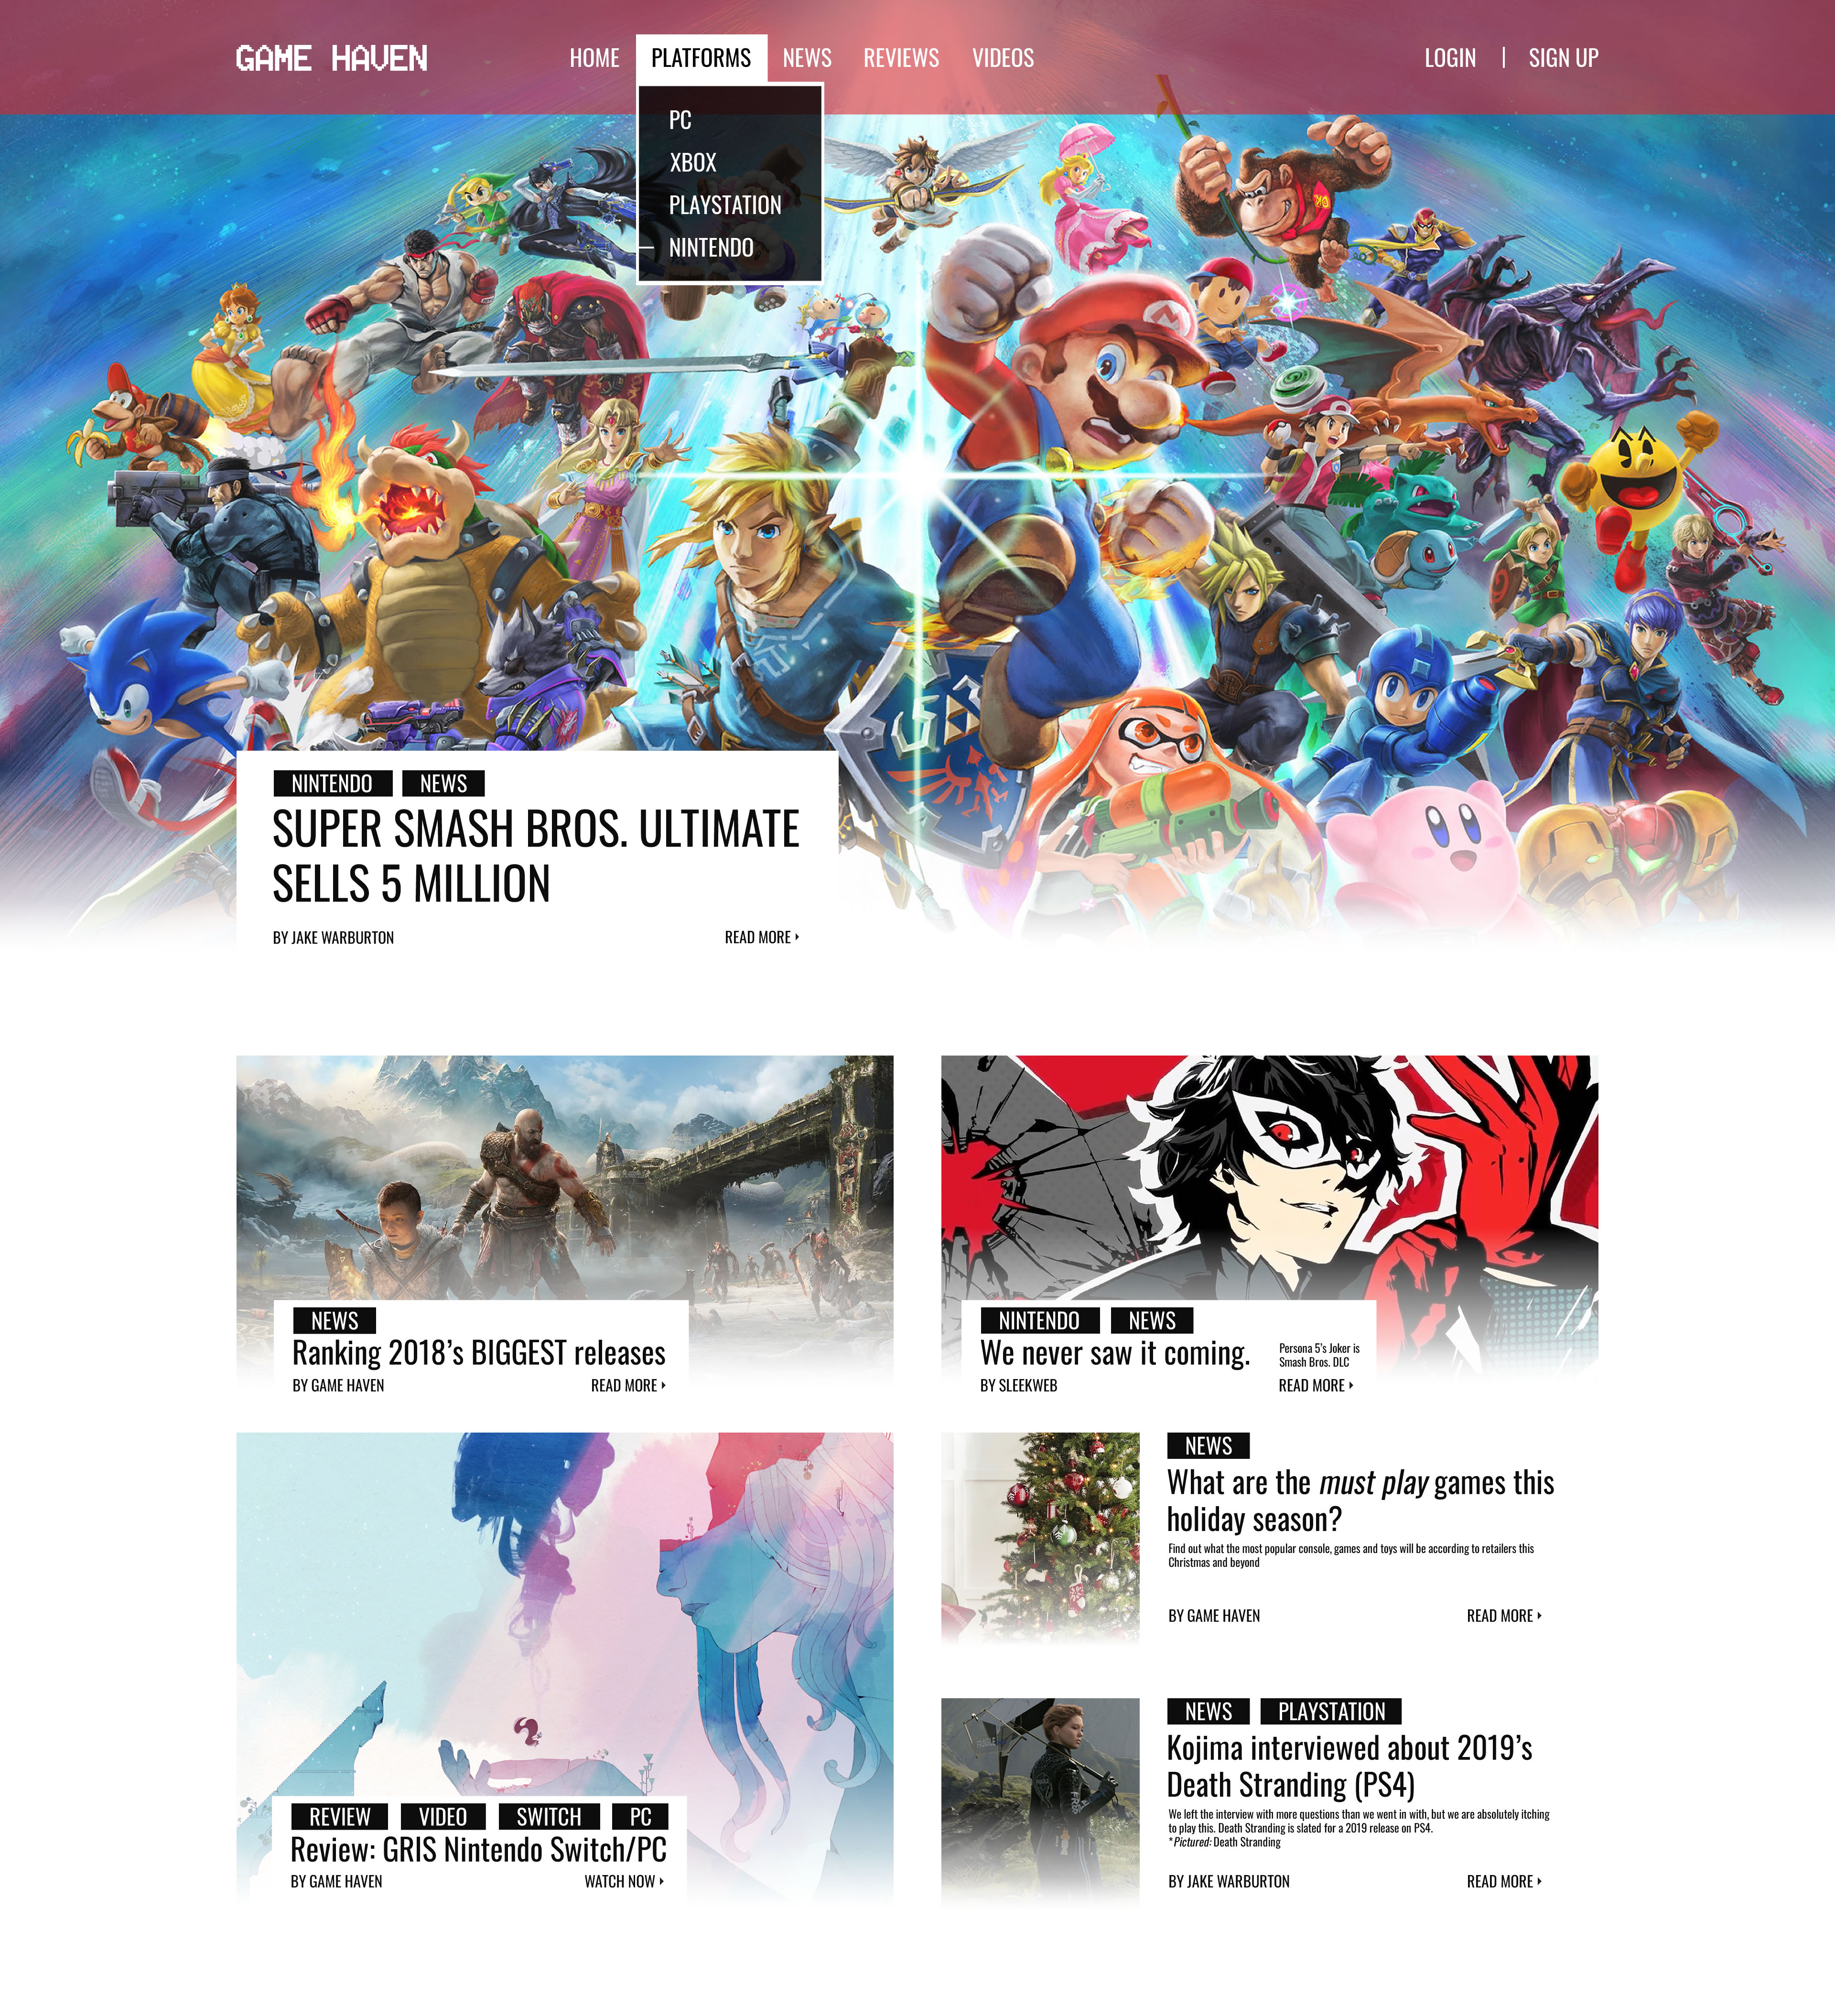 GAME HAVEN
HOME
PLATFORMS
NEWS
REVIEWS
VIDEOS
LOGIN | SIGN UP
PC
XBOX
PLAYSTATION
NINTENDO
NINTENDO
NEWS
SUPER SMASH BROS. ULTIMATE
SELLS 5 MILLION
BY JAKE WARBURTON
READ MORE
NEWS
Ranking 2018’s BIGGEST releases
BY GAME HAVEN
READ MORE
NINTENDO
NEWS
We never saw it coming.
Persona 5’s Joker is
Smash Bros. DLC
BY SLEEKWEB
READ MORE
REVIEW
VIDEO
SWITCH
PC
Review: GRIS Nintendo Switch/PC
BY GAME HAVEN
WATCH NOW
NEWS
What are the must play games this
holiday season?
Find out what the most popular console, games and toys will be according to retailers this
Christmas and beyond
BY GAME HAVEN
READ MORE
NEWS
PLAYSTATION
Kojima interviewed about 2019’s
Death Stranding (PS4)
We left the interview with more questions than we went in with, but we are absolutely itching
to play this. Death Stranding is slated for a 2019 release on PS4.
*Pictured: Death Stranding
BY JAKE WARBURTON
READ MORE